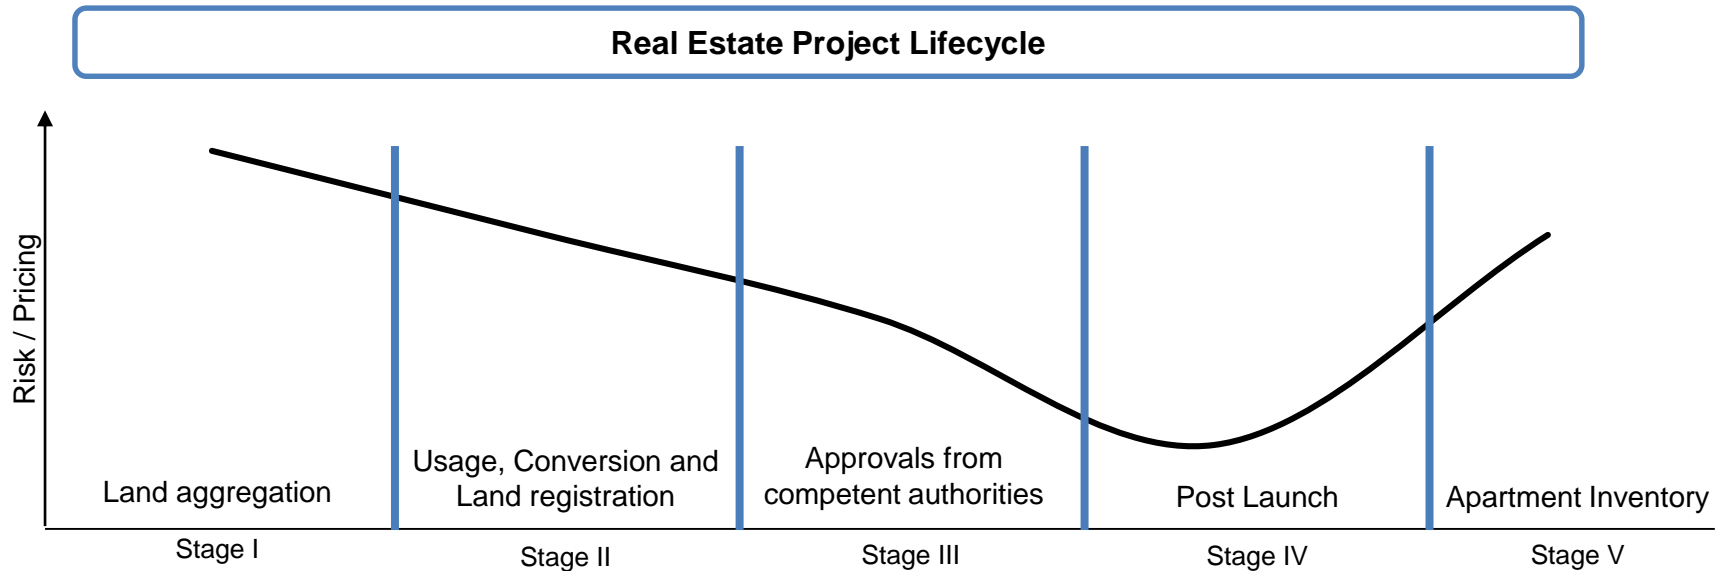 Real Estate Project Lifecycle
Risk / Pricing
Land aggregation
Usage, Conversion and
Land registration
Approvals from
competent authorities
Post Launch
Apartment Inventory
Stage I
Stage II
Stage III
Stage IV
Stage V